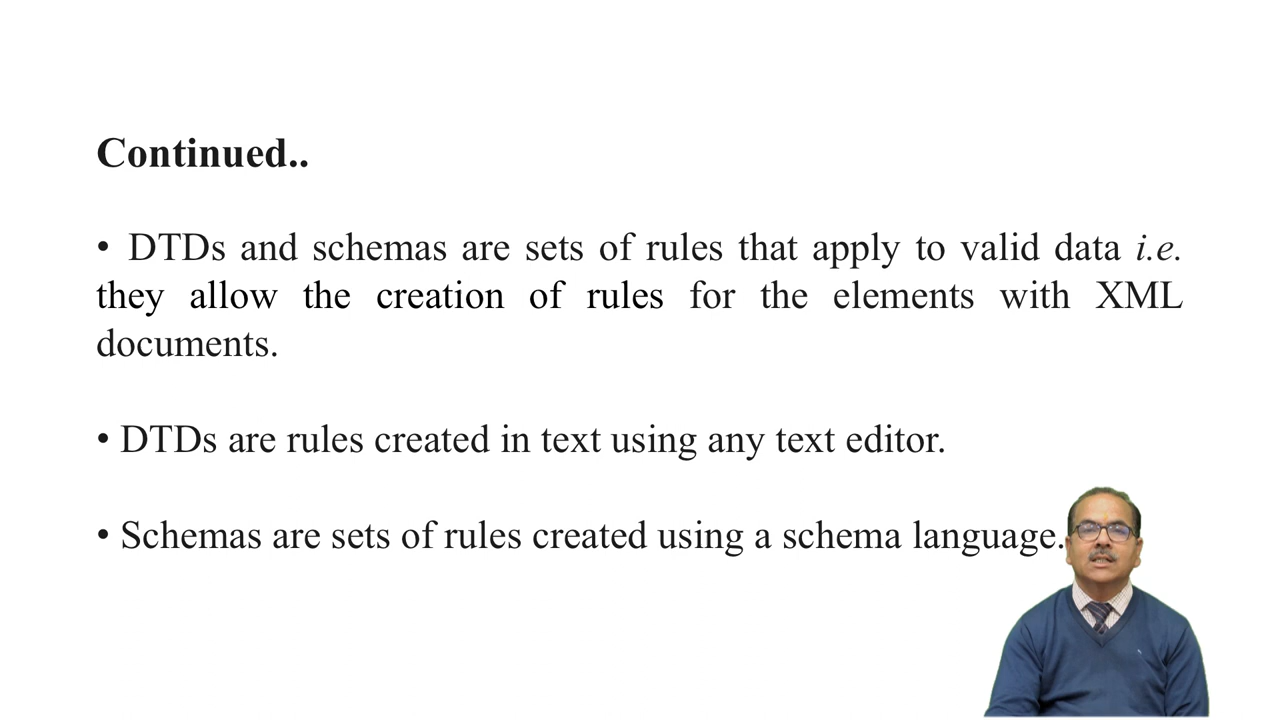 Continued..
• DTDs and schemas are sets of rules that apply to valid data i.e.
they allow the creation of rules for the elements with XML
documents.
• DTDs are rules created in text using any text editor.
• Schemas are sets of rules created using a schema language.